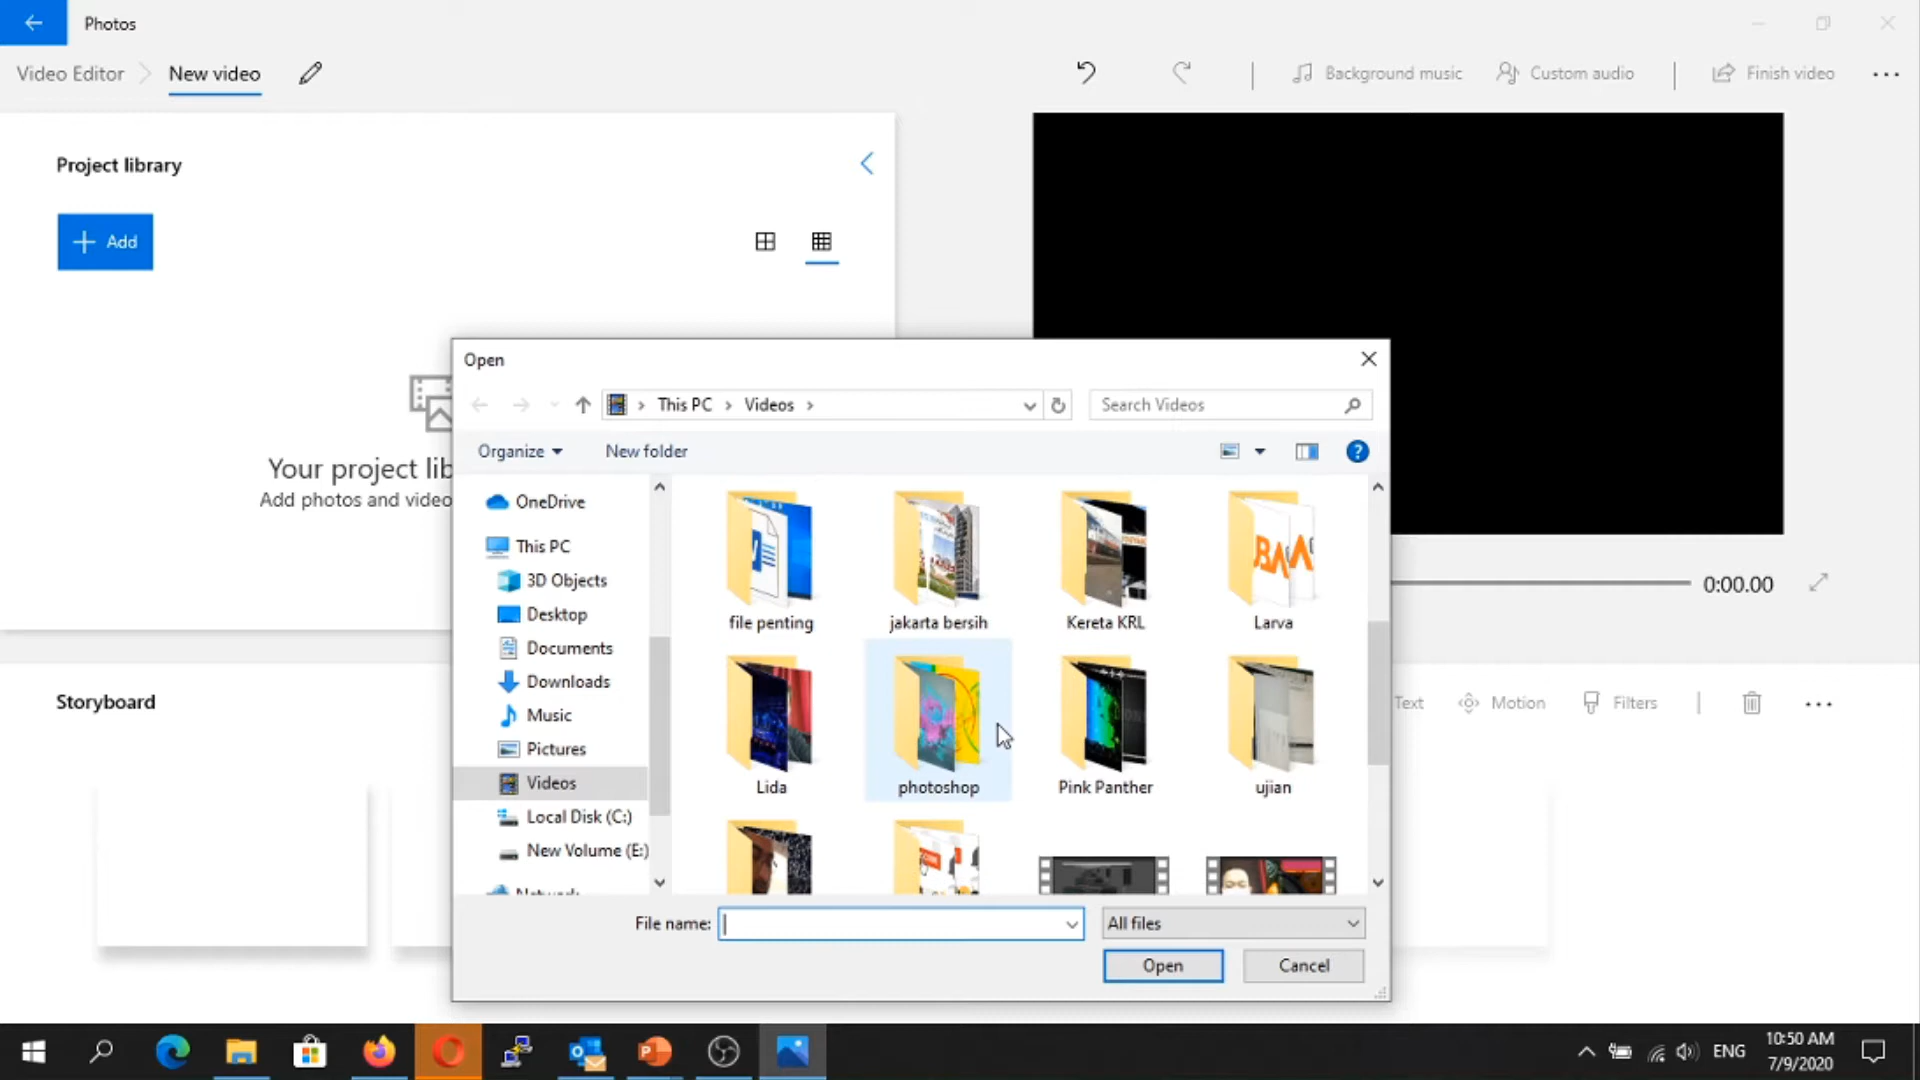 Photos
Video Editor
New video
Background music
Custom audio
Finish video
Project library
Add
Your project lib
Add photos and video
0:00.00
Open
This PC
Videos
Search Videos
Organize
New folder
OneDrive
This PC
3D Objects
Desktop
Documents
Downloads
Music
Pictures
Videos
Local Disk (C:)
New Volume (E:)
Network
file penting
jakarta bersih
Kereta KRL
Larva
Lida
photoshop
Pink Panther
ujian
File name:
All files
Open
Cancel
Storyboard
Text
Motion
Filters
ENG
10:50 AM
7/9/2020